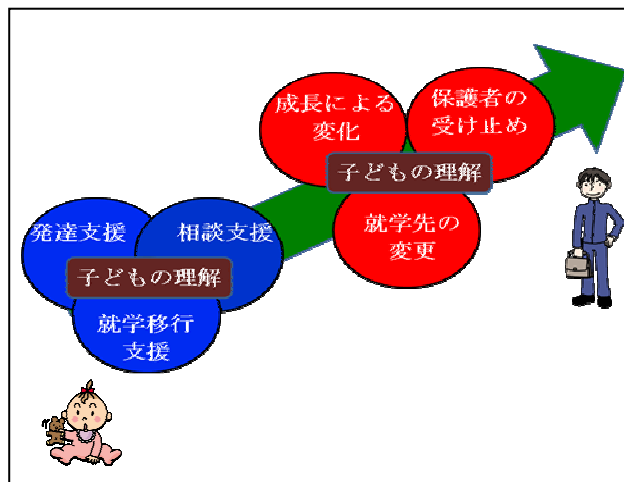 成長による
変化
保護者の
受け止め
子どもの理解
就学先の
変更
発達支援
相談支援
子どもの理解
就学移行
支援